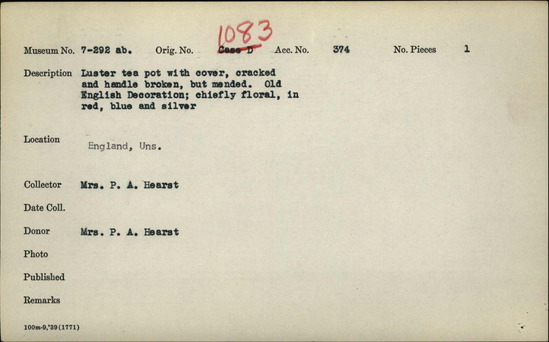 1083
Museum No. 7-292 ab. Orig. No. Case D Acc. No. 374 No. Pieces 1
Description Luster tea pot with cover, cracked
and handle broken, but mended. Old
English Decoration; chiefly floral, in
red, blue and silver
Location England, Uns.
Collector Mrs. P. A. Hearst
Date Coll.
Donor Mrs. P. A. Hearst
Photo
Published
Remarks
100m-9,'39(1771)